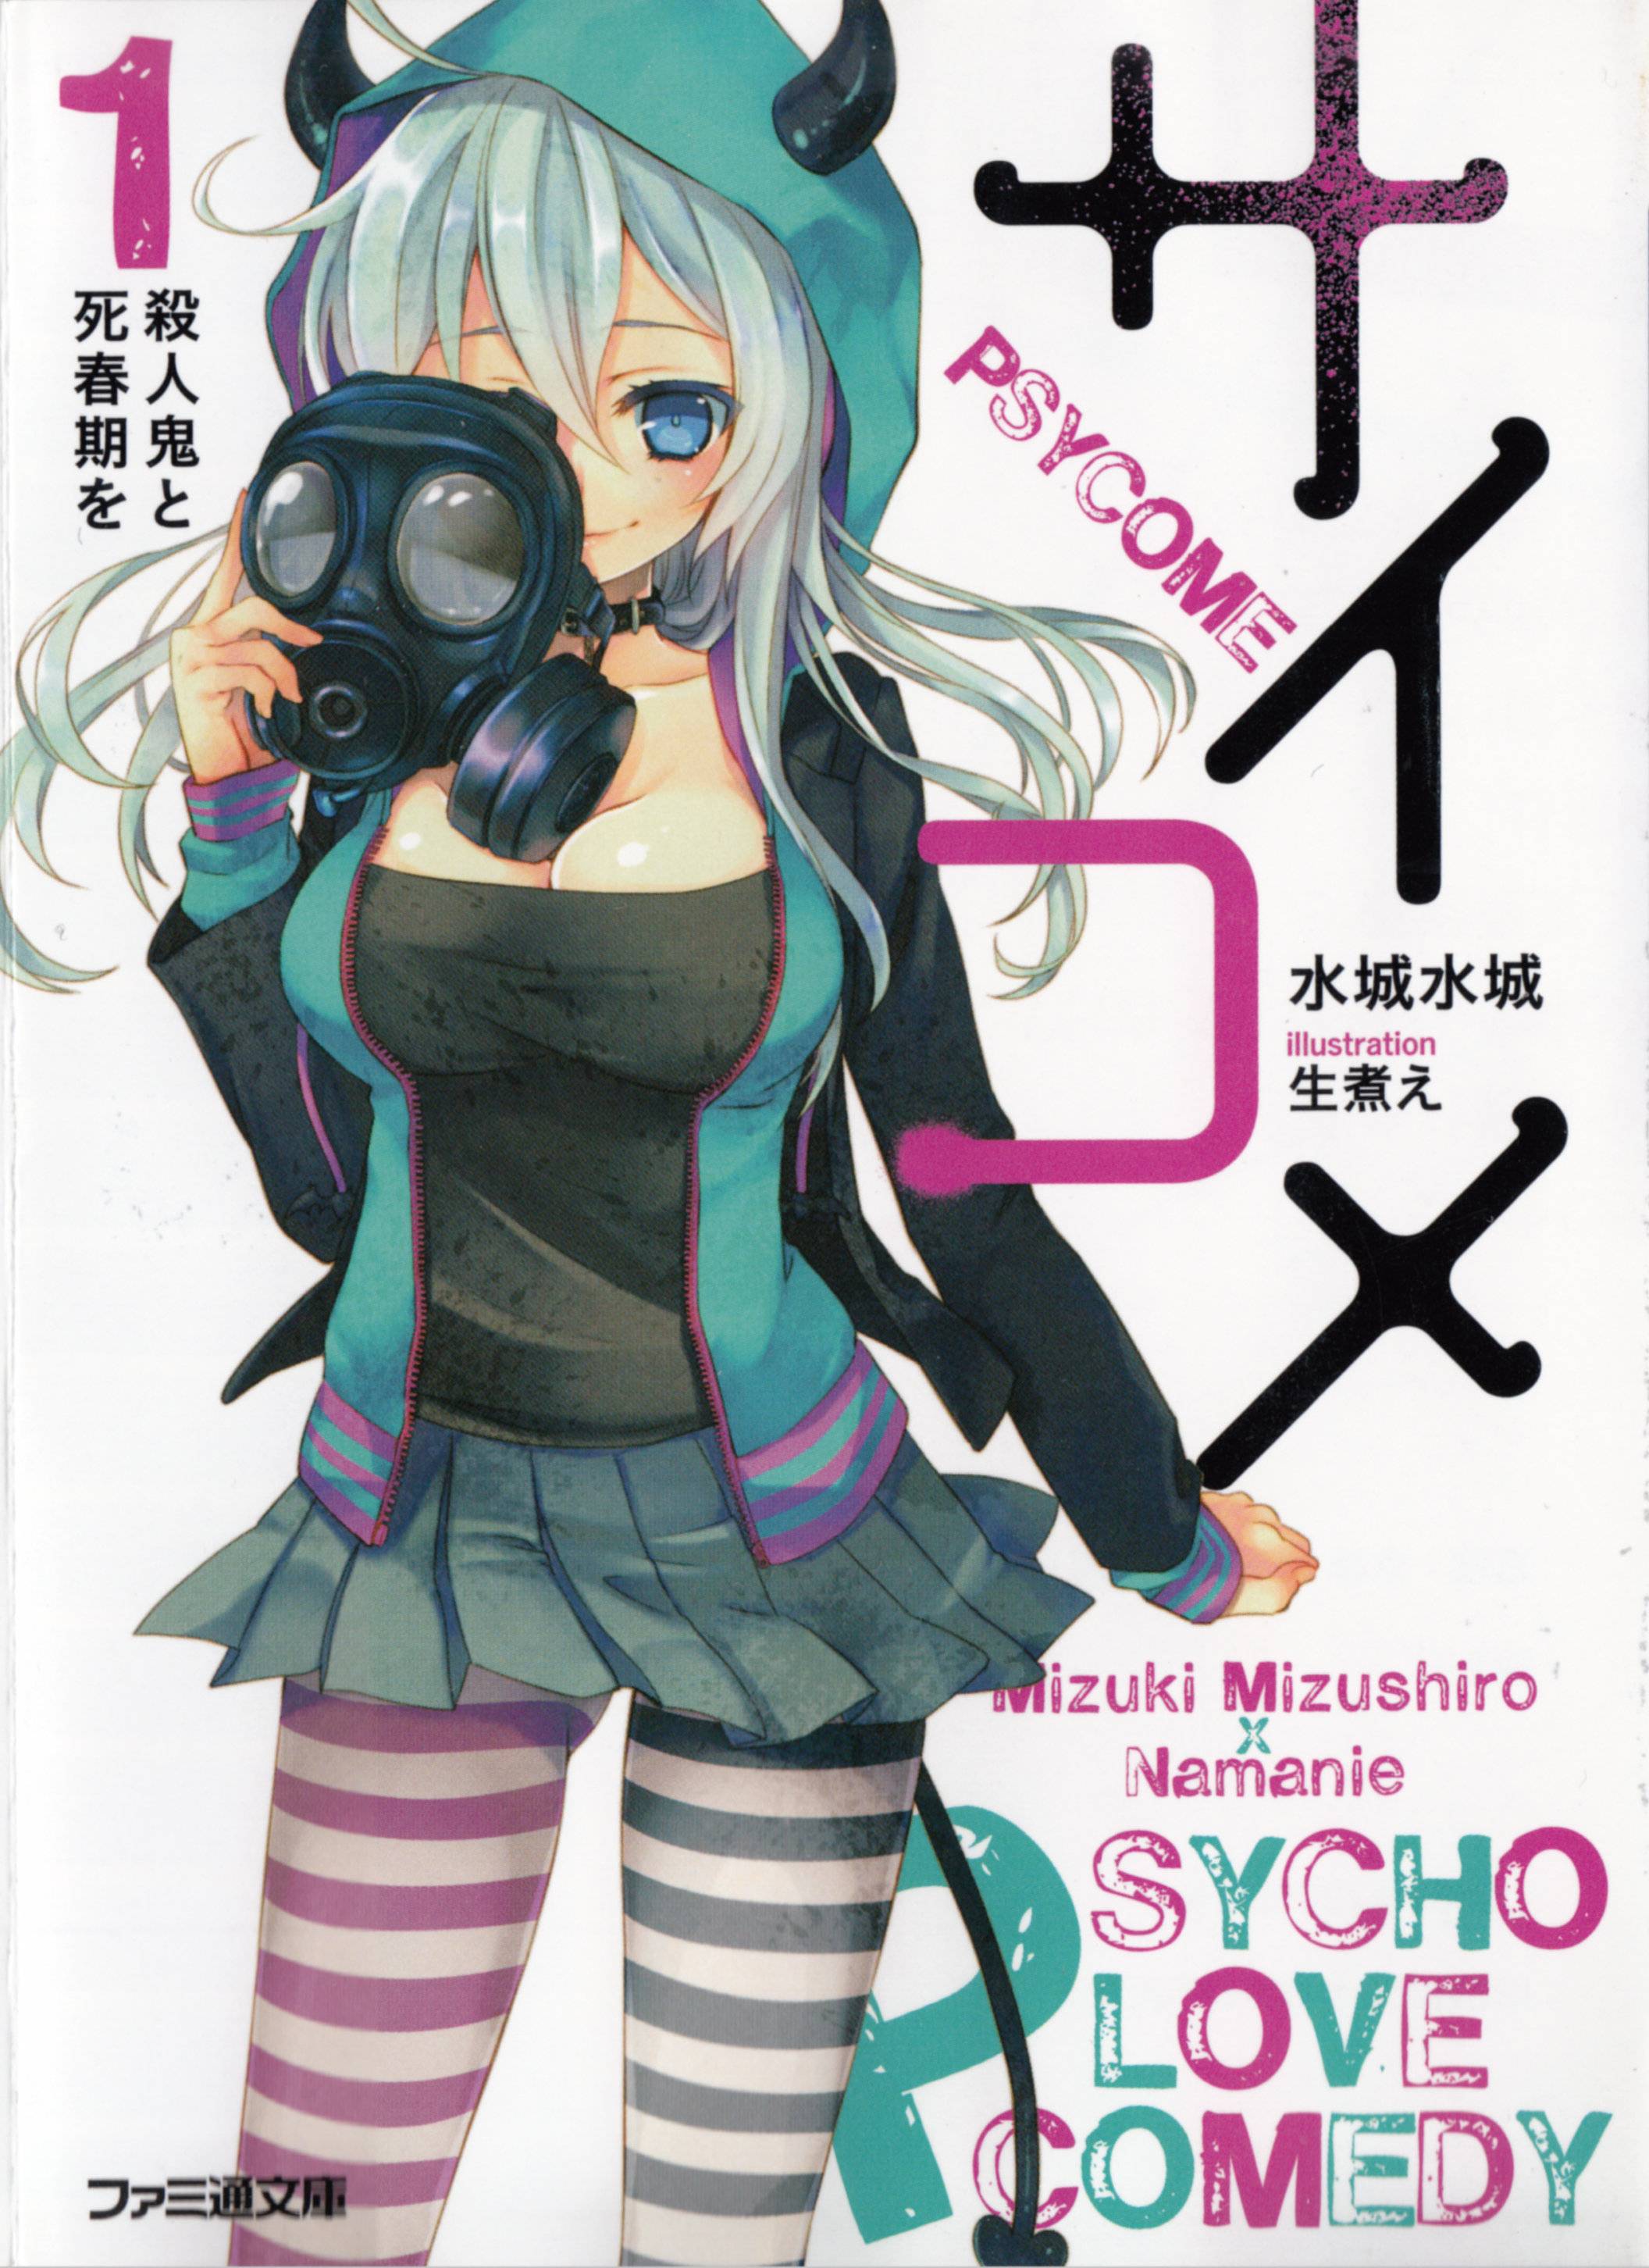 1
殺人鬼と
死春期を
サイコメ
PSYCOME
水城水城
illustration
生煮え
Mizuki Mizushiro
x
Namanie
PSYCHO
LOVE
COMEDY
ファミ通文庫